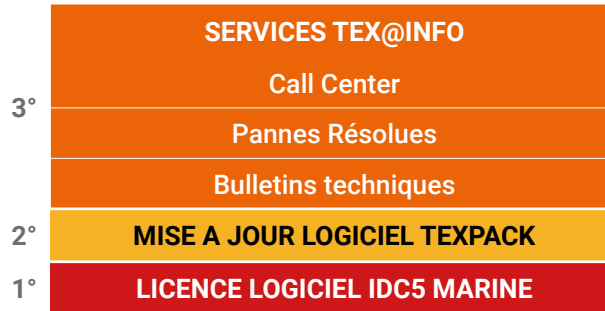 SERVICES TEX@INFO
Call Center
3°
Pannes Résolues
Bulletins techniques
2° MISE A JOUR LOGICIEL TEXPACK
1° LICENCE LOGICIEL IDC5 MARINE